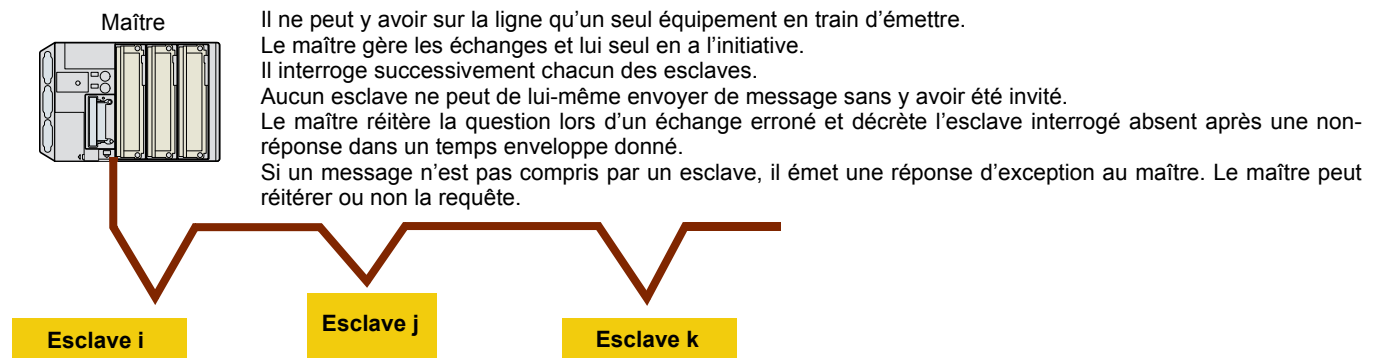 Maître
Il ne peut y avoir sur la ligne qu’un seul équipement en train d’émettre.
Le maître gère les échanges et lui seul en a l’initiative.
Il interroge successivement chacun des esclaves.
Aucun esclave ne peut de lui-même envoyer de message sans y avoir été invité.
Le maître réitère la question lors d’un échange erroné et décrète l’esclave interrogé absent après une non-
réponse dans un temps enveloppe donné.
Si un message n’est pas compris par un esclave, il émet une réponse d’exception au maître. Le maître peut
réitérer ou non la requête.
Esclave i
Esclave j
Esclave k